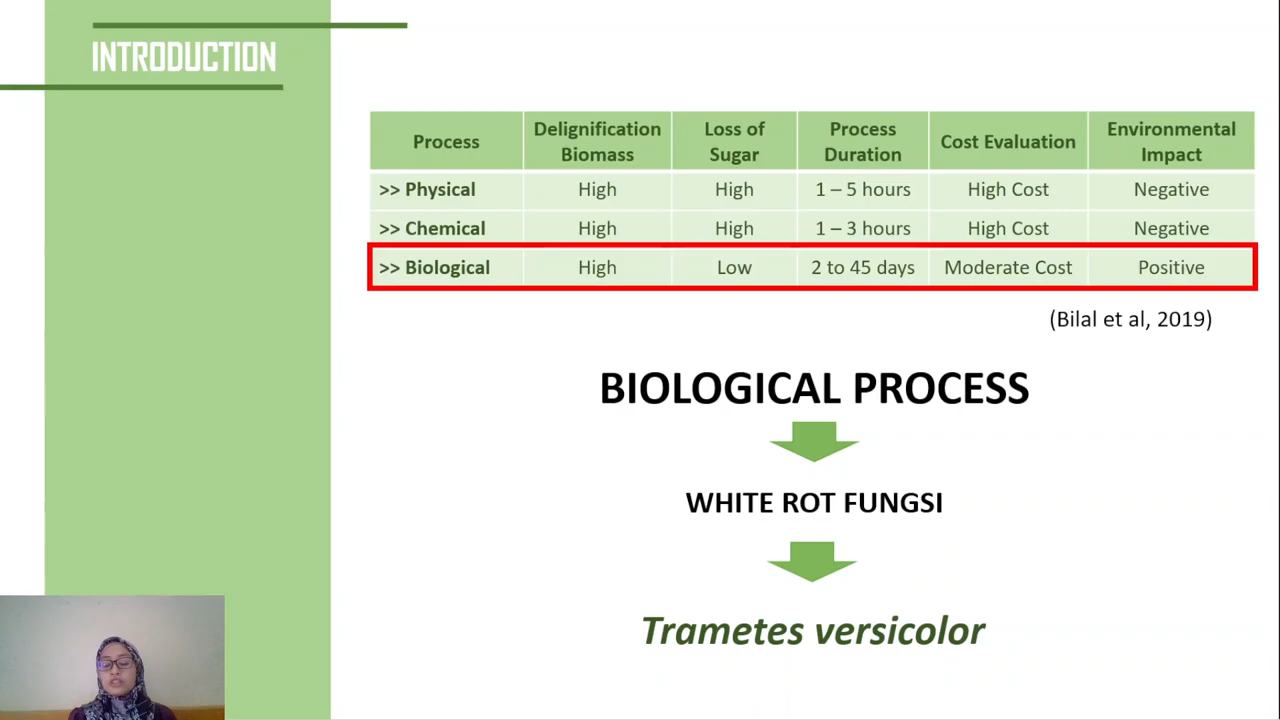 INTRODUCTION
Process Delignification Biomass Loss of Sugar Process Duration Cost Evaluation Environmental Impact
>> Physical High High 1 – 5 hours High Cost Negative
>> Chemical High High 1 – 3 hours High Cost Negative
>> Biological High Low 2 to 45 days Moderate Cost Positive
(Bilal et al, 2019)
BIOLOGICAL PROCESS
WHITE ROT FUNGSI
Trametes versicolor